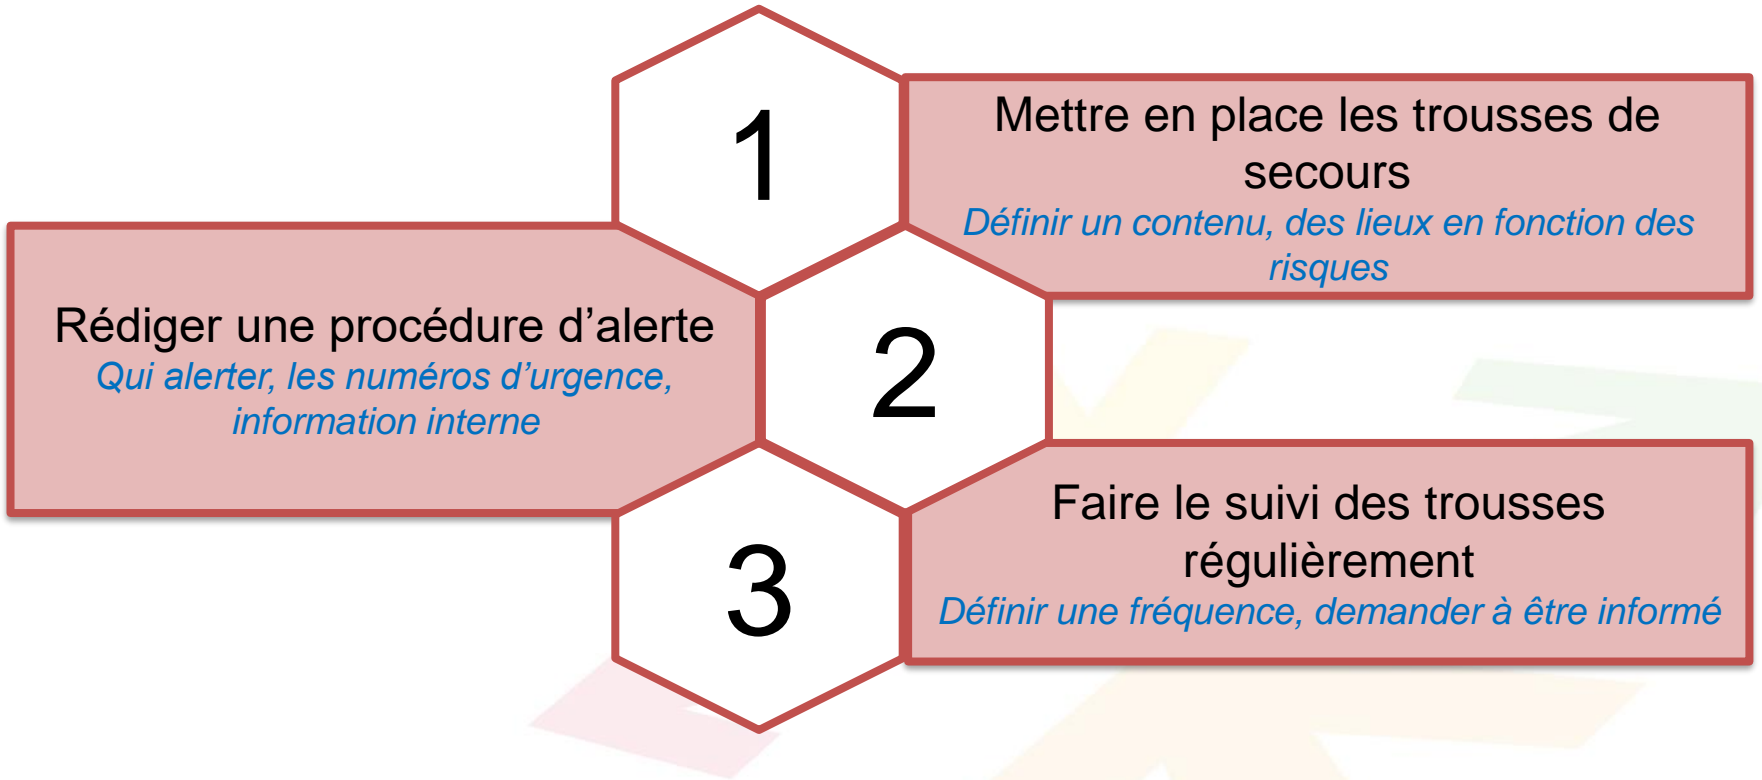 1
Mettre en place les trousses de
secours
Définir un contenu, des lieux en fonction des
risques
2
Rédiger une procédure d’alerte
Qui alerter, les numéros d’urgence,
information interne
3
Faire le suivi des trousses
régulièrement
Définir une fréquence, demander à être informé